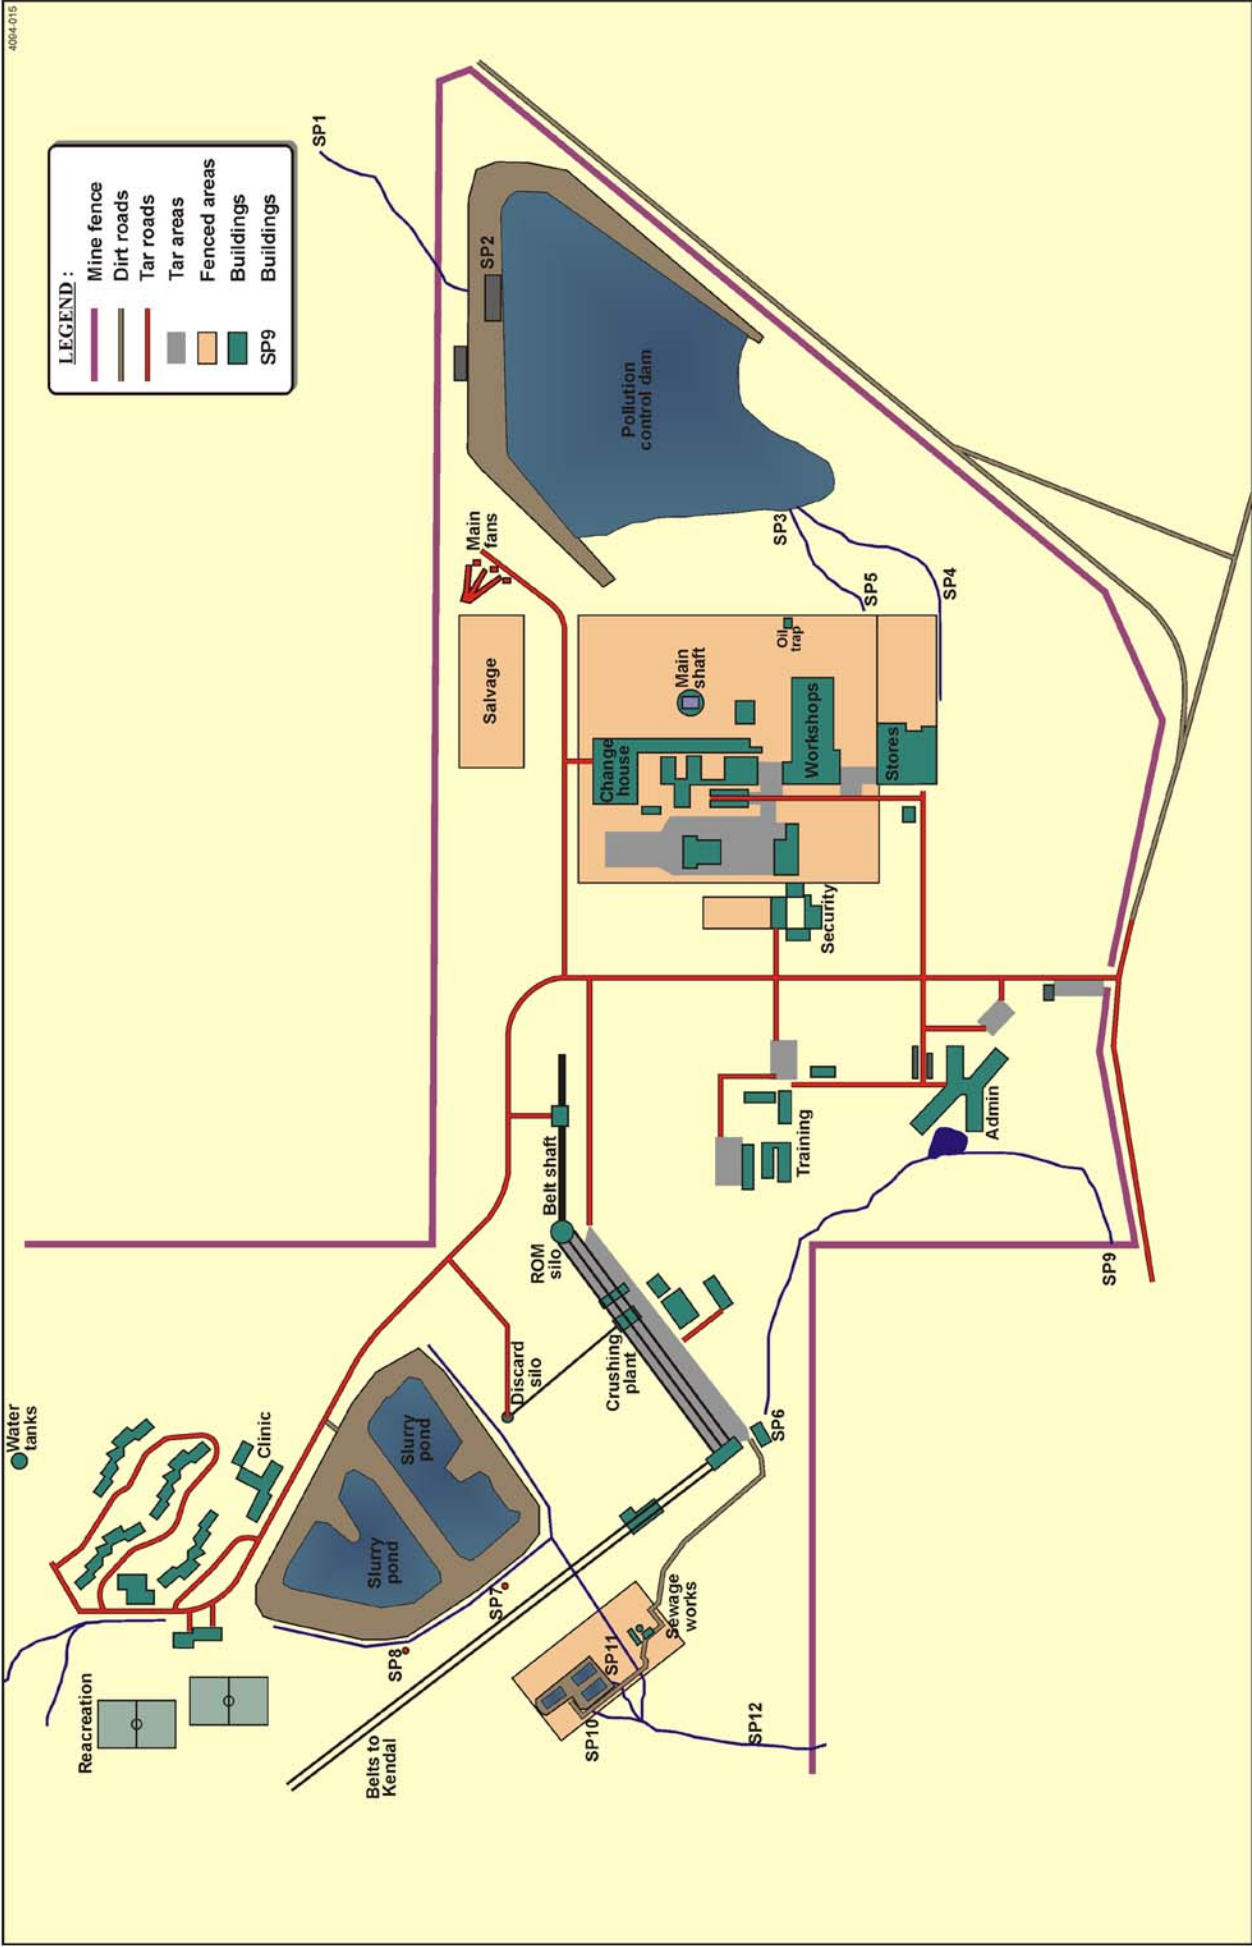 4094-015
LEGEND :
Mine fence
Dirt roads
Tar roads
Tar areas
Fenced areas
Buildings
SP9
Buildings
SP1
SP2
Pollution
control dam
Main
fans
SP3
SP5
SP4
Salvage
Oil
trap
Main
shaft
Change
house
Workshops
Stores
Security
Belt shaft
ROM
silo
Training
Admin
SP9
Discard
silo
Crushing
plant
SP6
Water
tanks
Clinic
Slurry
pond
Slurry
pond
SP7
SP8
Sewage
works
SP11
SP10
SP12
Reacreation
Belts to
Kendal